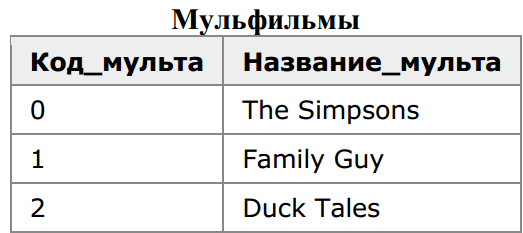 Мульфильмы
Код_мульта Название_мульта
0 The Simpsons
1 Family Guy
2 Duck Tales